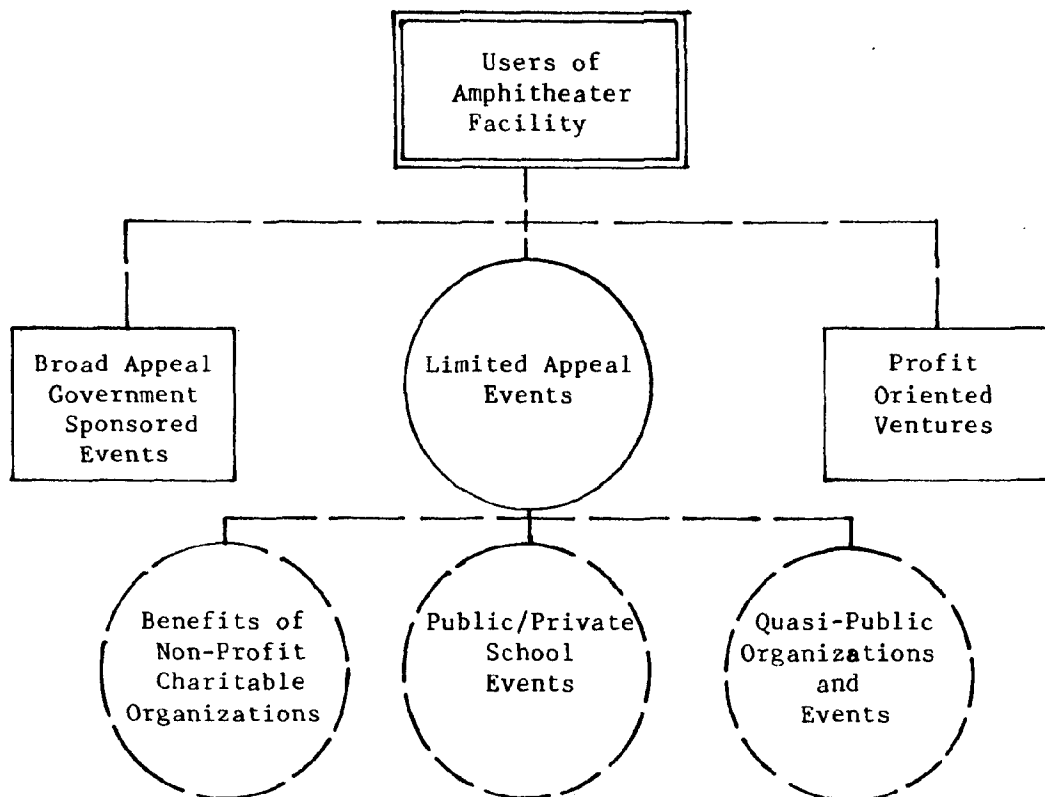 Users of
Amphitheater
Facility
Broad Appeal
Government
Sponsored
Events
Limited Appeal
Events
Profit
Oriented
Ventures
Benefits of
Non-Profit
Charitable
Organizations
Public/Private
School
Events
Quasi-Public
Organizations
and
Events